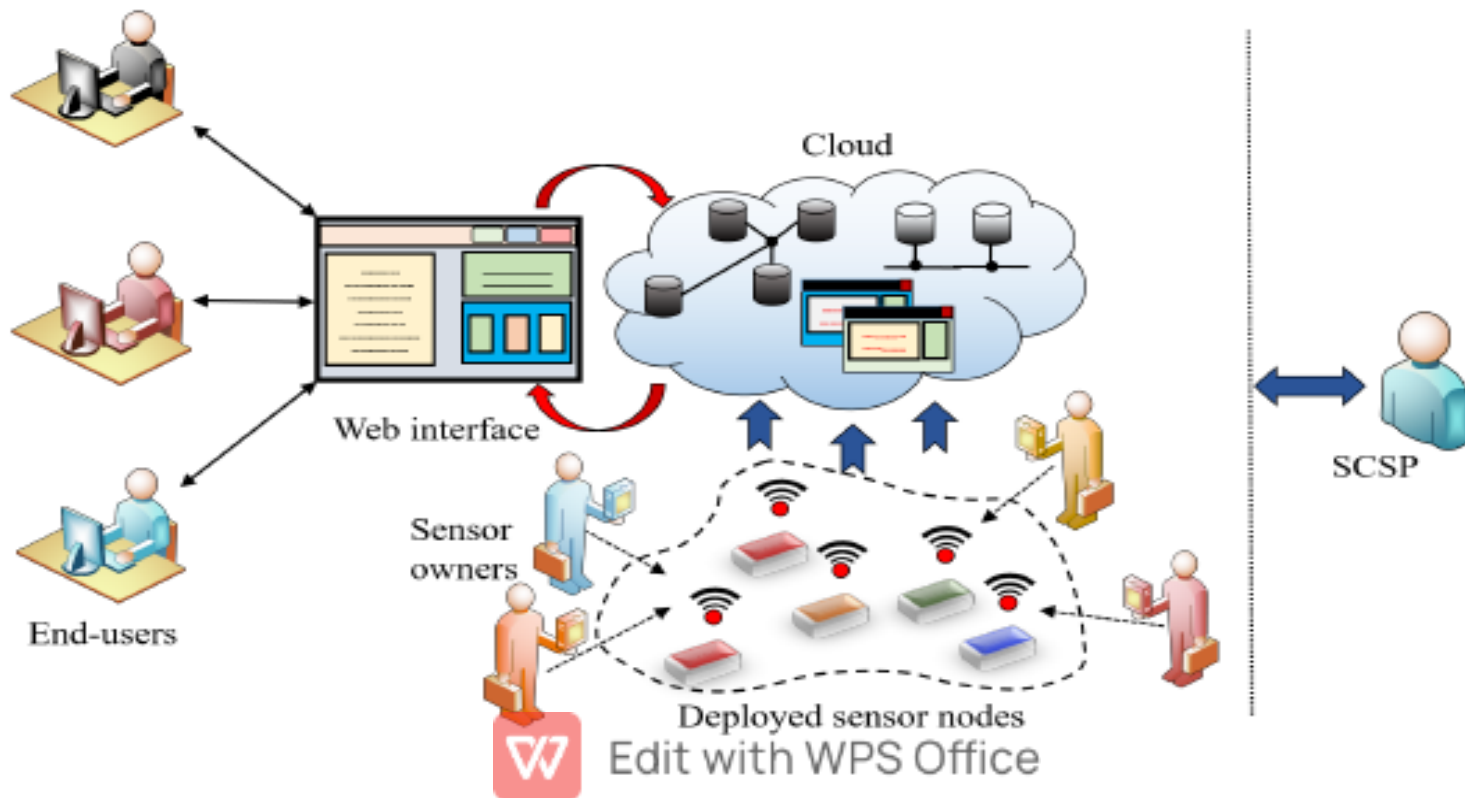 Cloud
Web interface
SCSP
Sensor
owners
End-users
Deployed sensor nodes
Edit with WPS Office